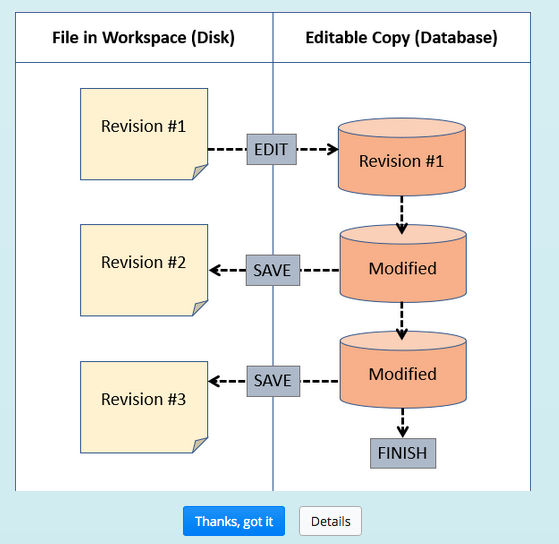 File in Workspace (Disk)
Editable Copy (Database)
Revision #1
EDIT
Revision #1
Revision #2
SAVE
Modified
Revision #3
SAVE
Modified
FINISH
Thanks, got it
Details